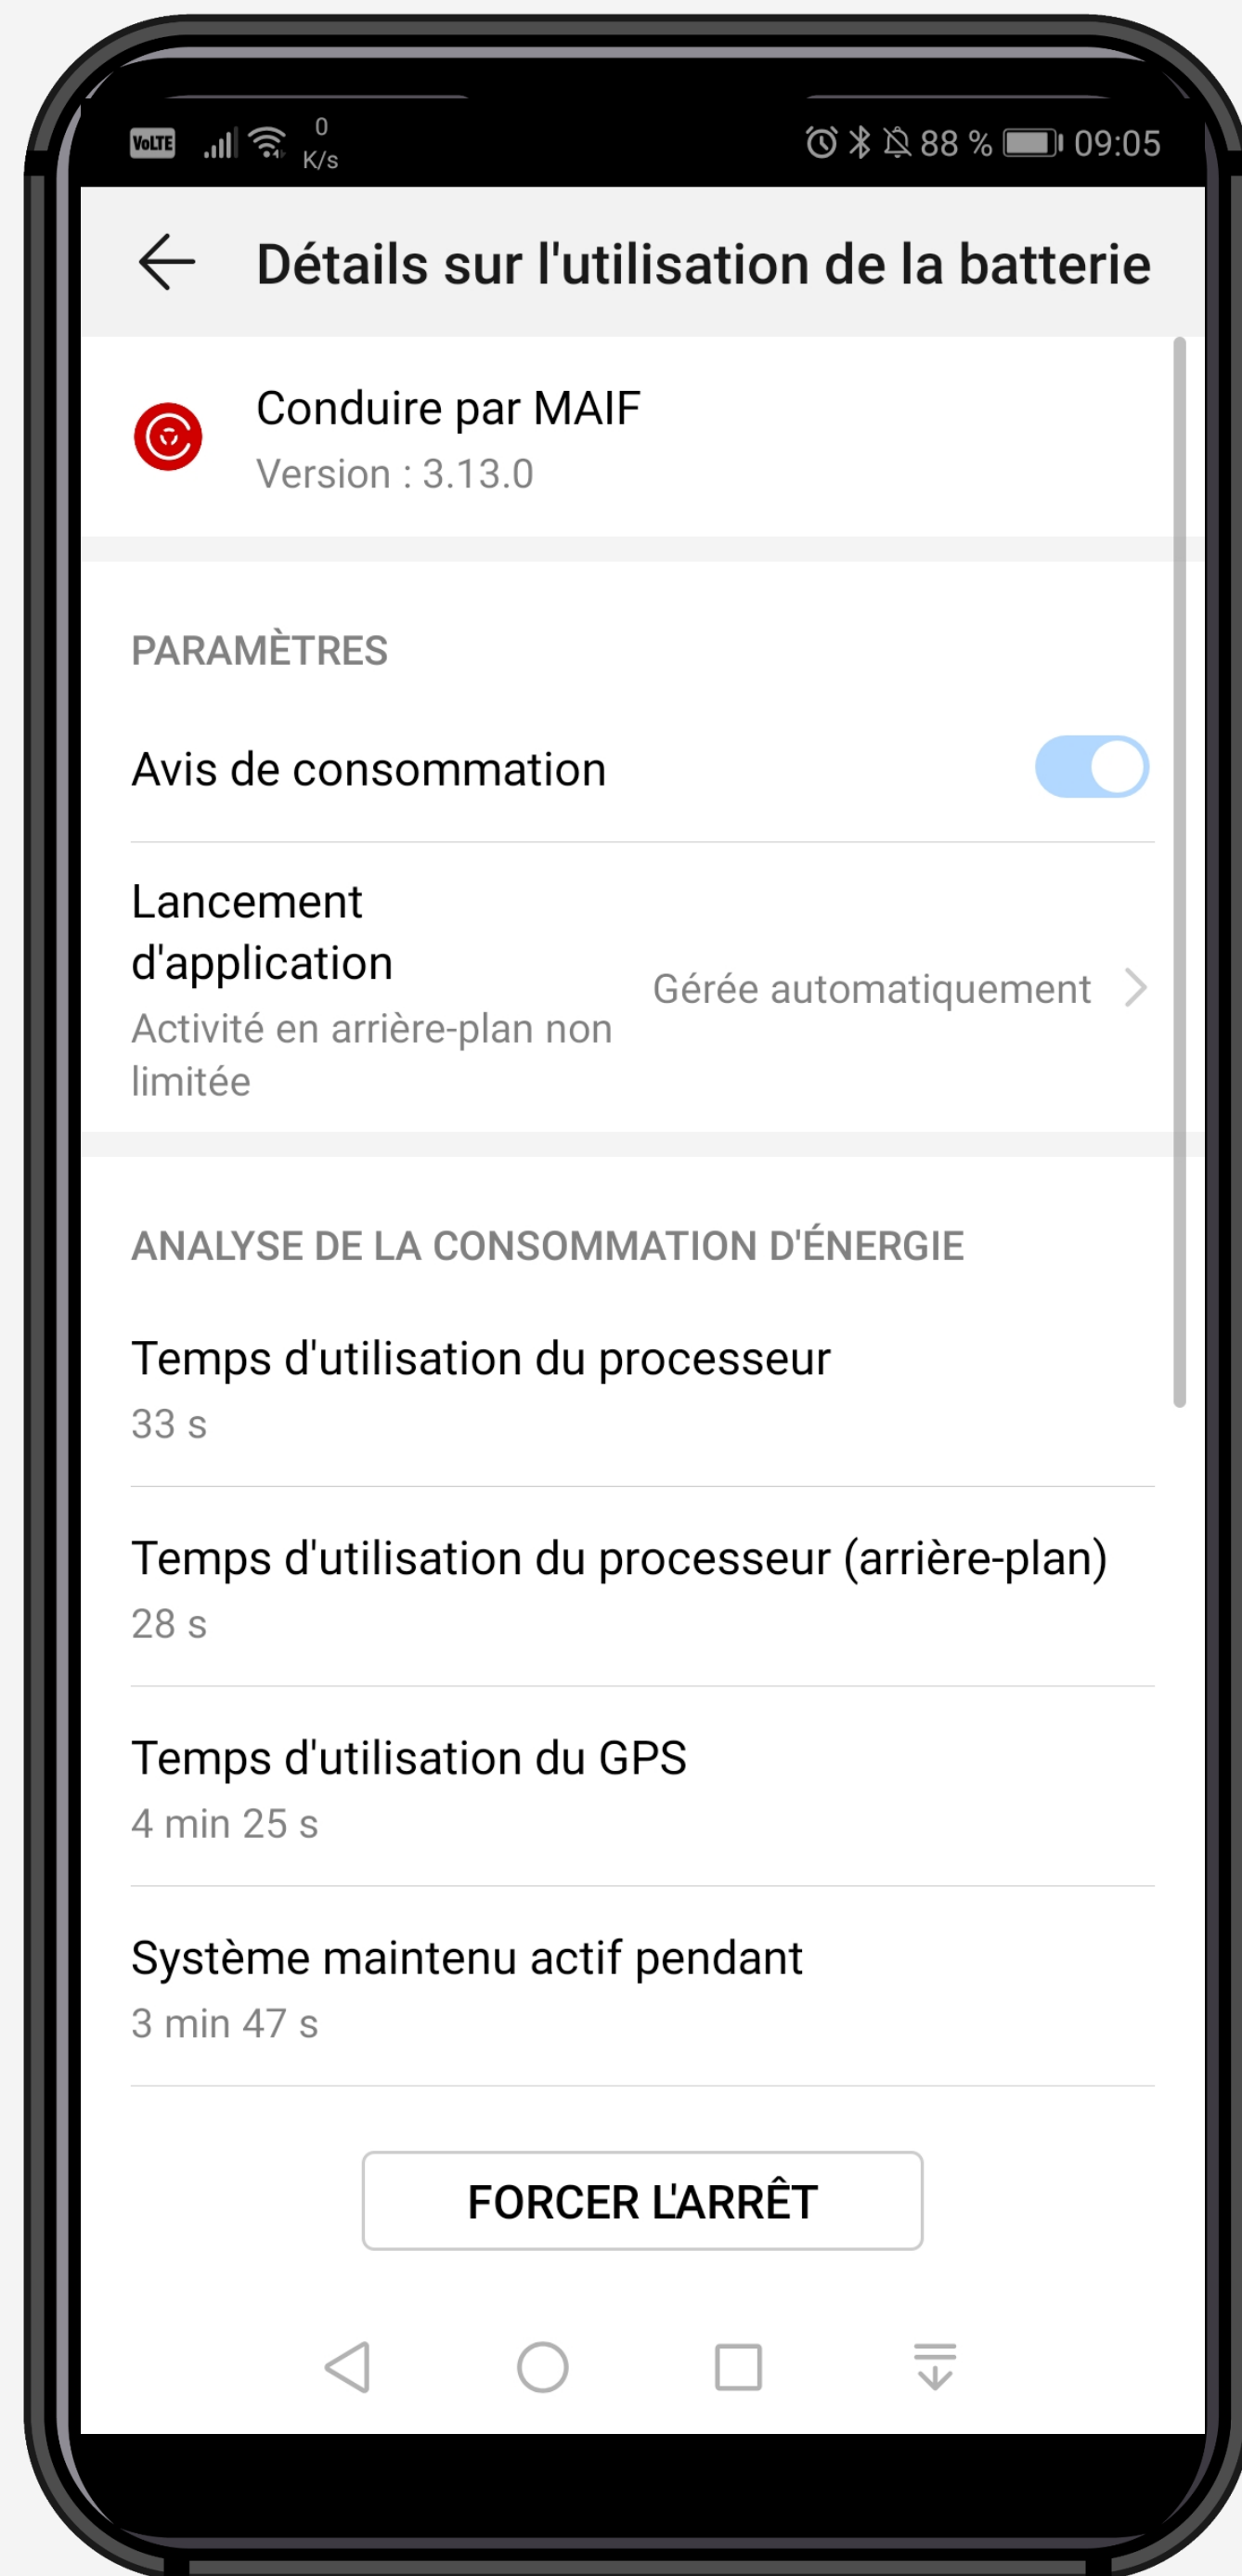 VoLTE 0 K/s 88 % 09:05
Détails sur l'utilisation de la batterie
Conduire par MAIF
Version : 3.13.0
PARAMÈTRES
Avis de consommation
Lancement
d'application
Gérée automatiquement
Activité en arrière-plan non
limitée
ANALYSE DE LA CONSOMMATION D'ÉNERGIE
Temps d'utilisation du processeur
33 s
Temps d'utilisation du processeur (arrière-plan)
28 s
Temps d'utilisation du GPS
4 min 25 s
Système maintenu actif pendant
3 min 47 s
FORCER L'ARRÊT